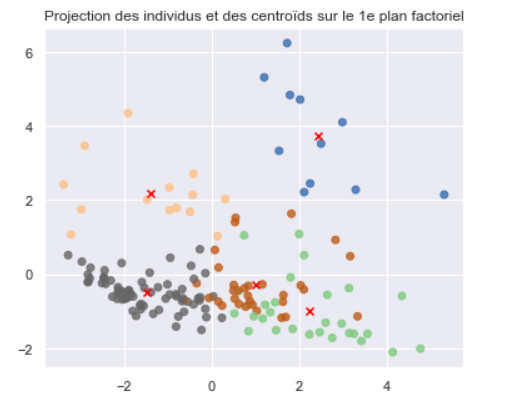 Projection des individus et des centroïds sur le 1e plan factoriel
6
4
2
0
−2
−2 0 2 4